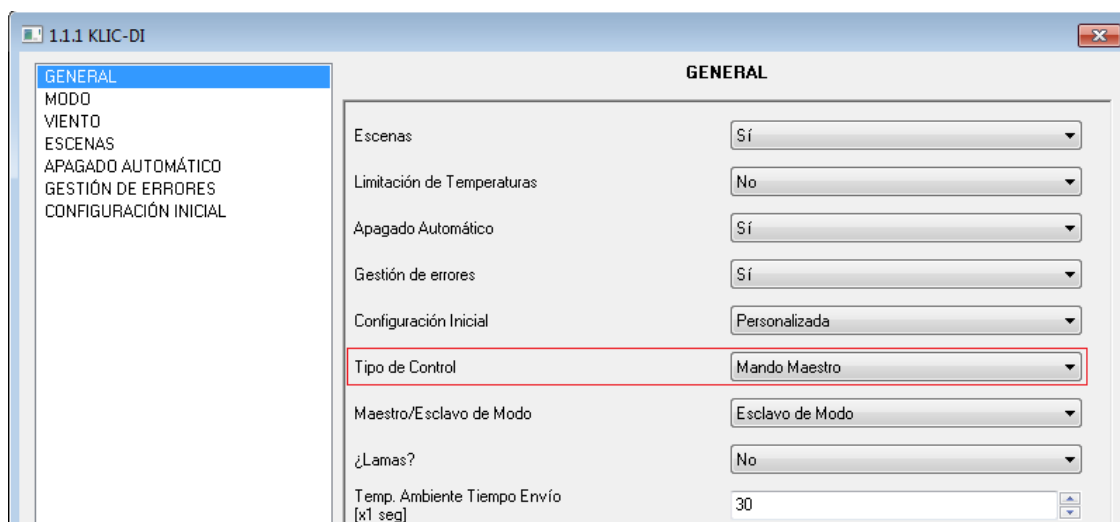 1.1.1 KLIC-DI
GENERAL
MODO
VIENTO
ESCENAS
APAGADO AUTOMÁTICO
GESTIÓN DE ERRORES
CONFIGURACIÓN INICIAL
GENERAL
Escenas Sí
Limitación de Temperaturas No
Apagado Automático Sí
Gestión de errores Sí
Configuración Inicial Personalizada
Tipo de Control Mando Maestro
Maestro/Esclavo de Modo Esclavo de Modo
¿Lamas? No
Temp. Ambiente Tiempo Envío 30
[x1 seg]